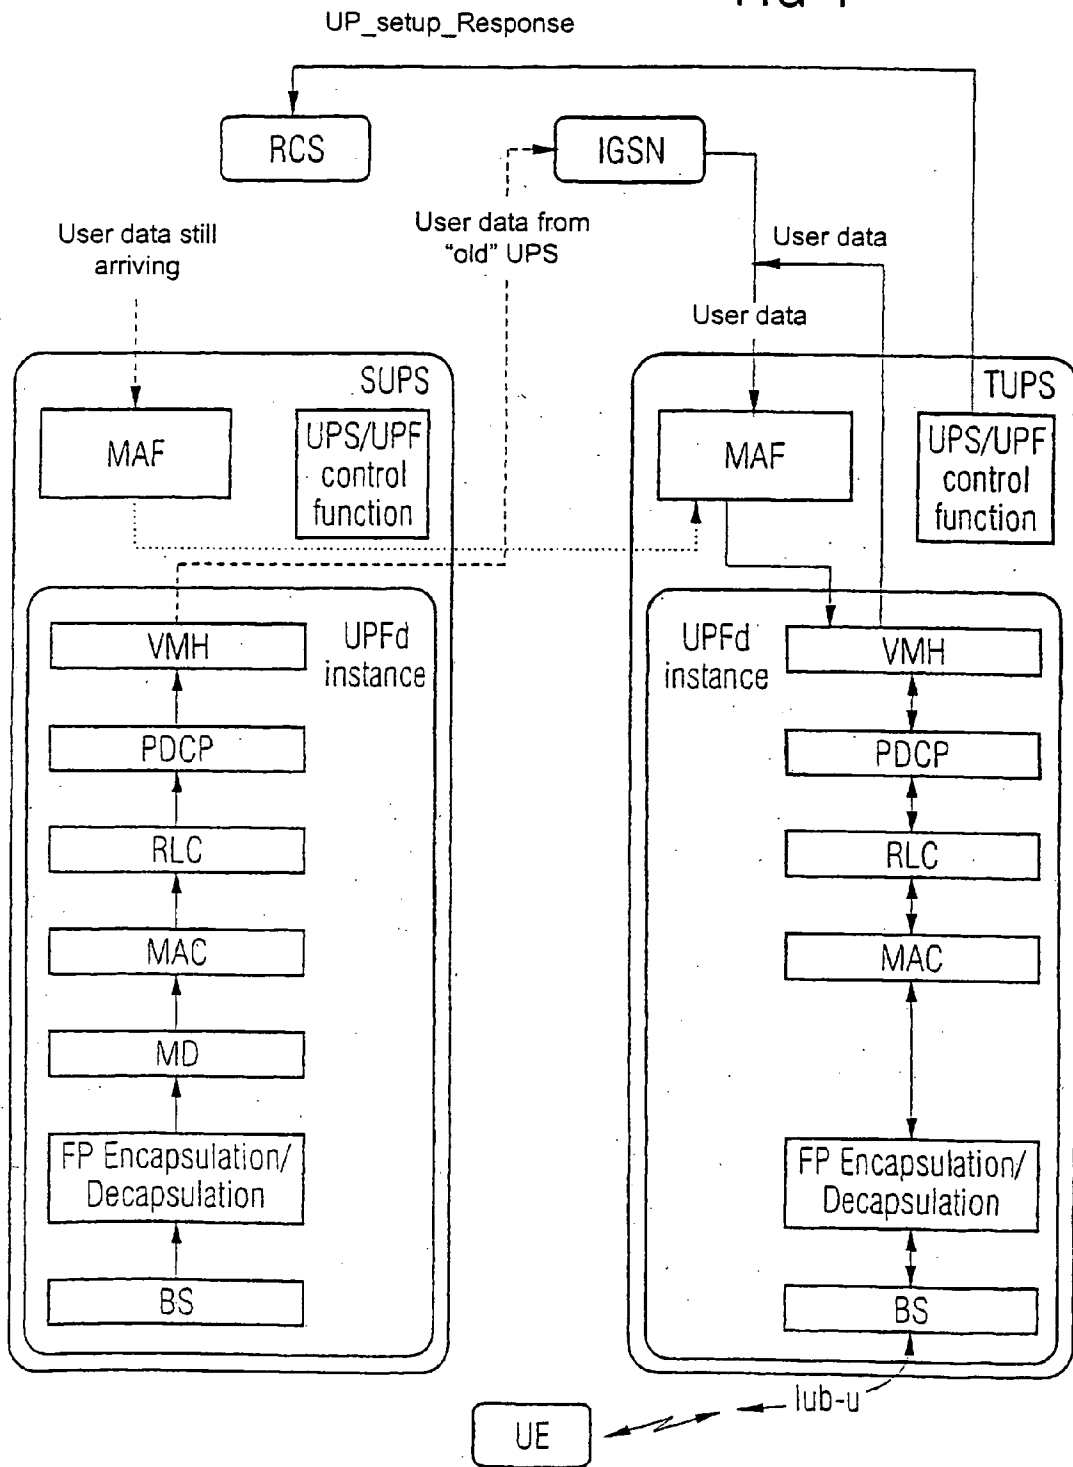 UP_setup_Response
RCS
IGSN
User data still
arriving
User data from
"old" UPS
User data
User data
SUPS
MAF
UPS/UPF
control
function
UPFd
instance
VMH
PDCP
RLC
MAC
MD
FP Encapsulation/
Decapsulation
BS
TUPS
MAF
UPS/UPF
control
function
UPFd
instance
VMH
PDCP
RLC
MAC
FP Encapsulation/
Decapsulation
BS
Iub-u
UE